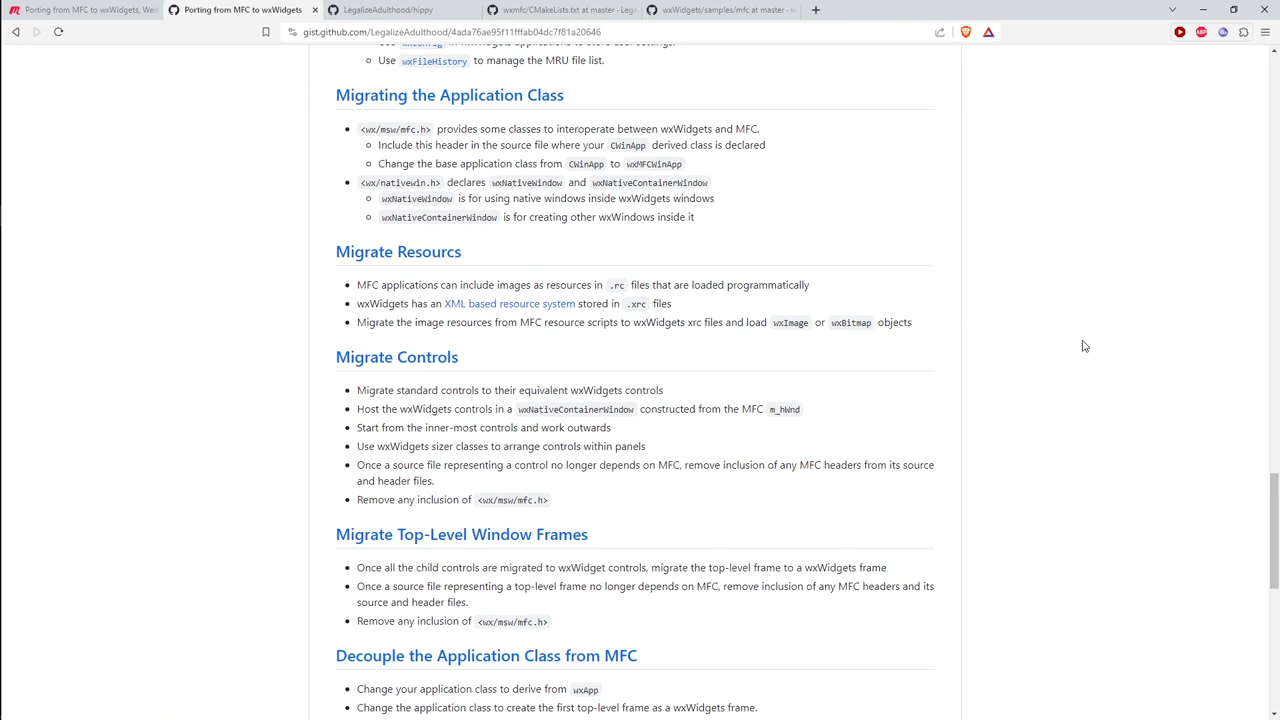 Porting from MFC to wxWidgets, Wed
Porting from MFC to wxWidgets
LegalizeAdulthood/hippy
wxmfc/CMakeLists.txt at master · Lega
wxWidgets/samples/mfc at master · w
gist.github.com/LegalizeAdulthood/4ada76ae95f11fffab04dc7f81a20646
Use wxFileHistory to manage the MRU file list.
Migrating the Application Class
<wx/msw/mfc.h> provides some classes to interoperate between wxWidgets and MFC.
Include this header in the source file where your CWinApp derived class is declared
Change the base application class from CWinApp to wxMFCWinApp
<wx/nativewin.h> declares wxNativeWindow and wxNativeContainerWindow
wxNativeWindow is for using native windows inside wxWidgets windows
wxNativeContainerWindow is for creating other wxWindows inside it
Migrate Resourcs
MFC applications can include images as resources in .rc files that are loaded programmatically
wxWidgets has an XML based resource system stored in .xrc files
Migrate the image resources from MFC resource scripts to wxWidgets xrc files and load wxImage or wxBitmap objects
Migrate Controls
Migrate standard controls to their equivalent wxWidgets controls
Host the wxWidgets controls in a wxNativeContainerWindow constructed from the MFC m_hWnd
Start from the inner-most controls and work outwards
Use wxWidgets sizer classes to arrange controls within panels
Once a source file representing a control no longer depends on MFC, remove inclusion of any MFC headers from its source
and header files.
Remove any inclusion of <wx/msw/mfc.h>
Migrate Top-Level Window Frames
Once all the child controls are migrated to wxWidget controls, migrate the top-level frame to a wxWidgets frame
Once a source file representing a top-level frame no longer depends on MFC, remove inclusion of any MFC headers and its
source and header files.
Remove any inclusion of <wx/msw/mfc.h>
Decouple the Application Class from MFC
Change your application class to derive from wxApp
Change the application class to create the first top-level frame as a wxWidgets frame.